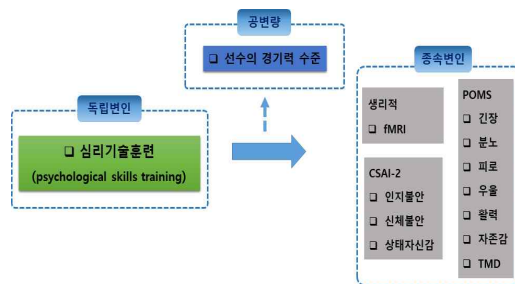 공변량
❑ 선수의 경기력 수준
독립변인
❑ 심리기술훈련
(psychological skills training)
종속변인
생리적
❑ fMRI
CSAI-2
❑ 인지불안
❑ 신체불안
❑ 상태자신감
POMS
❑ 긴장
❑ 분노
❑ 피로
❑ 우울
❑ 활력
❑ 자존감
❑ TMD